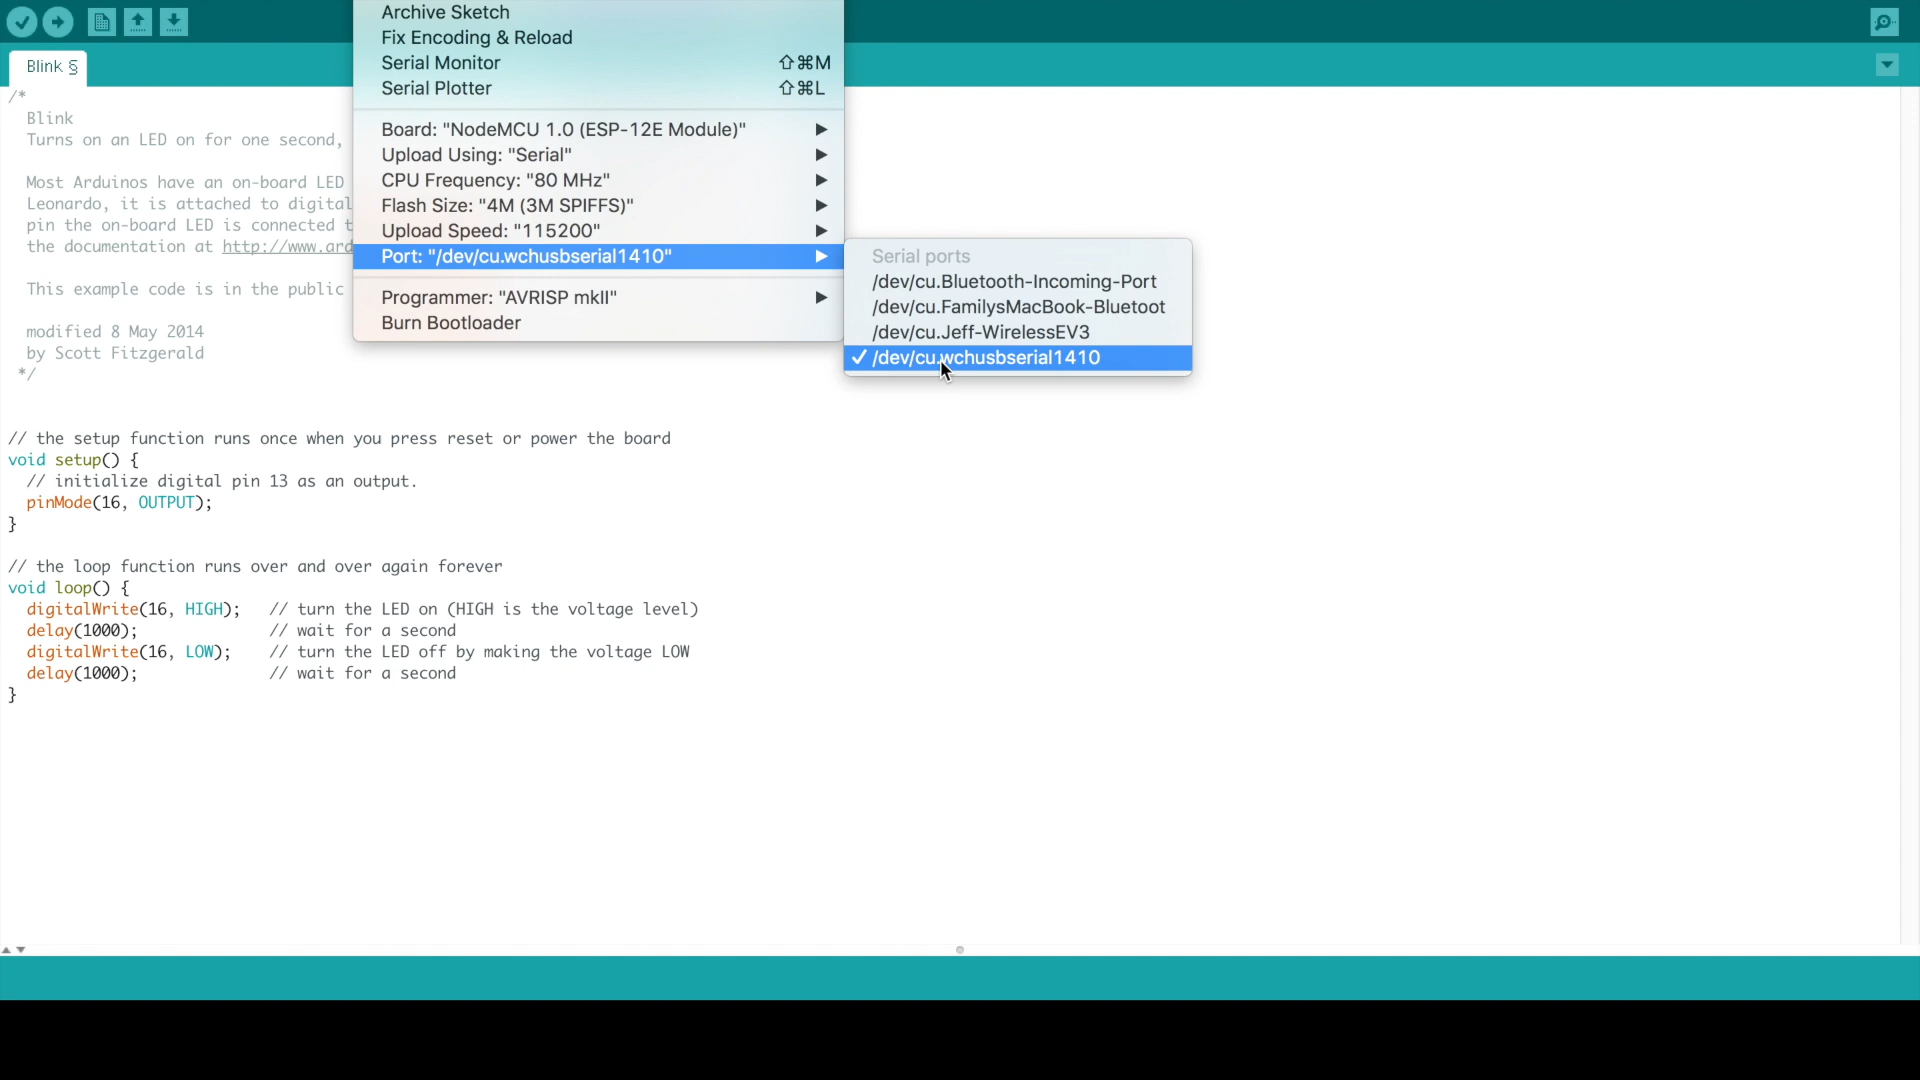 Archive Sketch
Fix Encoding & Reload
Serial Monitor ⇧⌘M
Serial Plotter ⇧⌘L
Board: "NodeMCU 1.0 (ESP-12E Module)" ▶
Upload Using: "Serial" ▶
CPU Frequency: "80 MHz" ▶
Flash Size: "4M (3M SPIFFS)" ▶
Upload Speed: "115200" ▶
Port: "/dev/cu.wchusbserial1410" ▶
Programmer: "AVRISP mkII" ▶
Burn Bootloader
Serial ports
/dev/cu.Bluetooth-Incoming-Port
/dev/cu.FamilysMacBook-Bluetoot
/dev/cu.Jeff-WirelessEV3
✓ /dev/cu.wchusbserial1410
Blink §
/*
Blink
Turns on an LED on for one second,
Most Arduinos have an on-board LED
Leonardo, it is attached to digital
pin the on-board LED is connected t
the documentation at http://www.ard
This example code is in the public
modified 8 May 2014
by Scott Fitzgerald
*/
// the setup function runs once when you press reset or power the board
void setup() {
// initialize digital pin 13 as an output.
pinMode(16, OUTPUT);
}
// the loop function runs over and over again forever
void loop() {
digitalWrite(16, HIGH); // turn the LED on (HIGH is the voltage level)
delay(1000); // wait for a second
digitalWrite(16, LOW); // turn the LED off by making the voltage LOW
delay(1000); // wait for a second
}